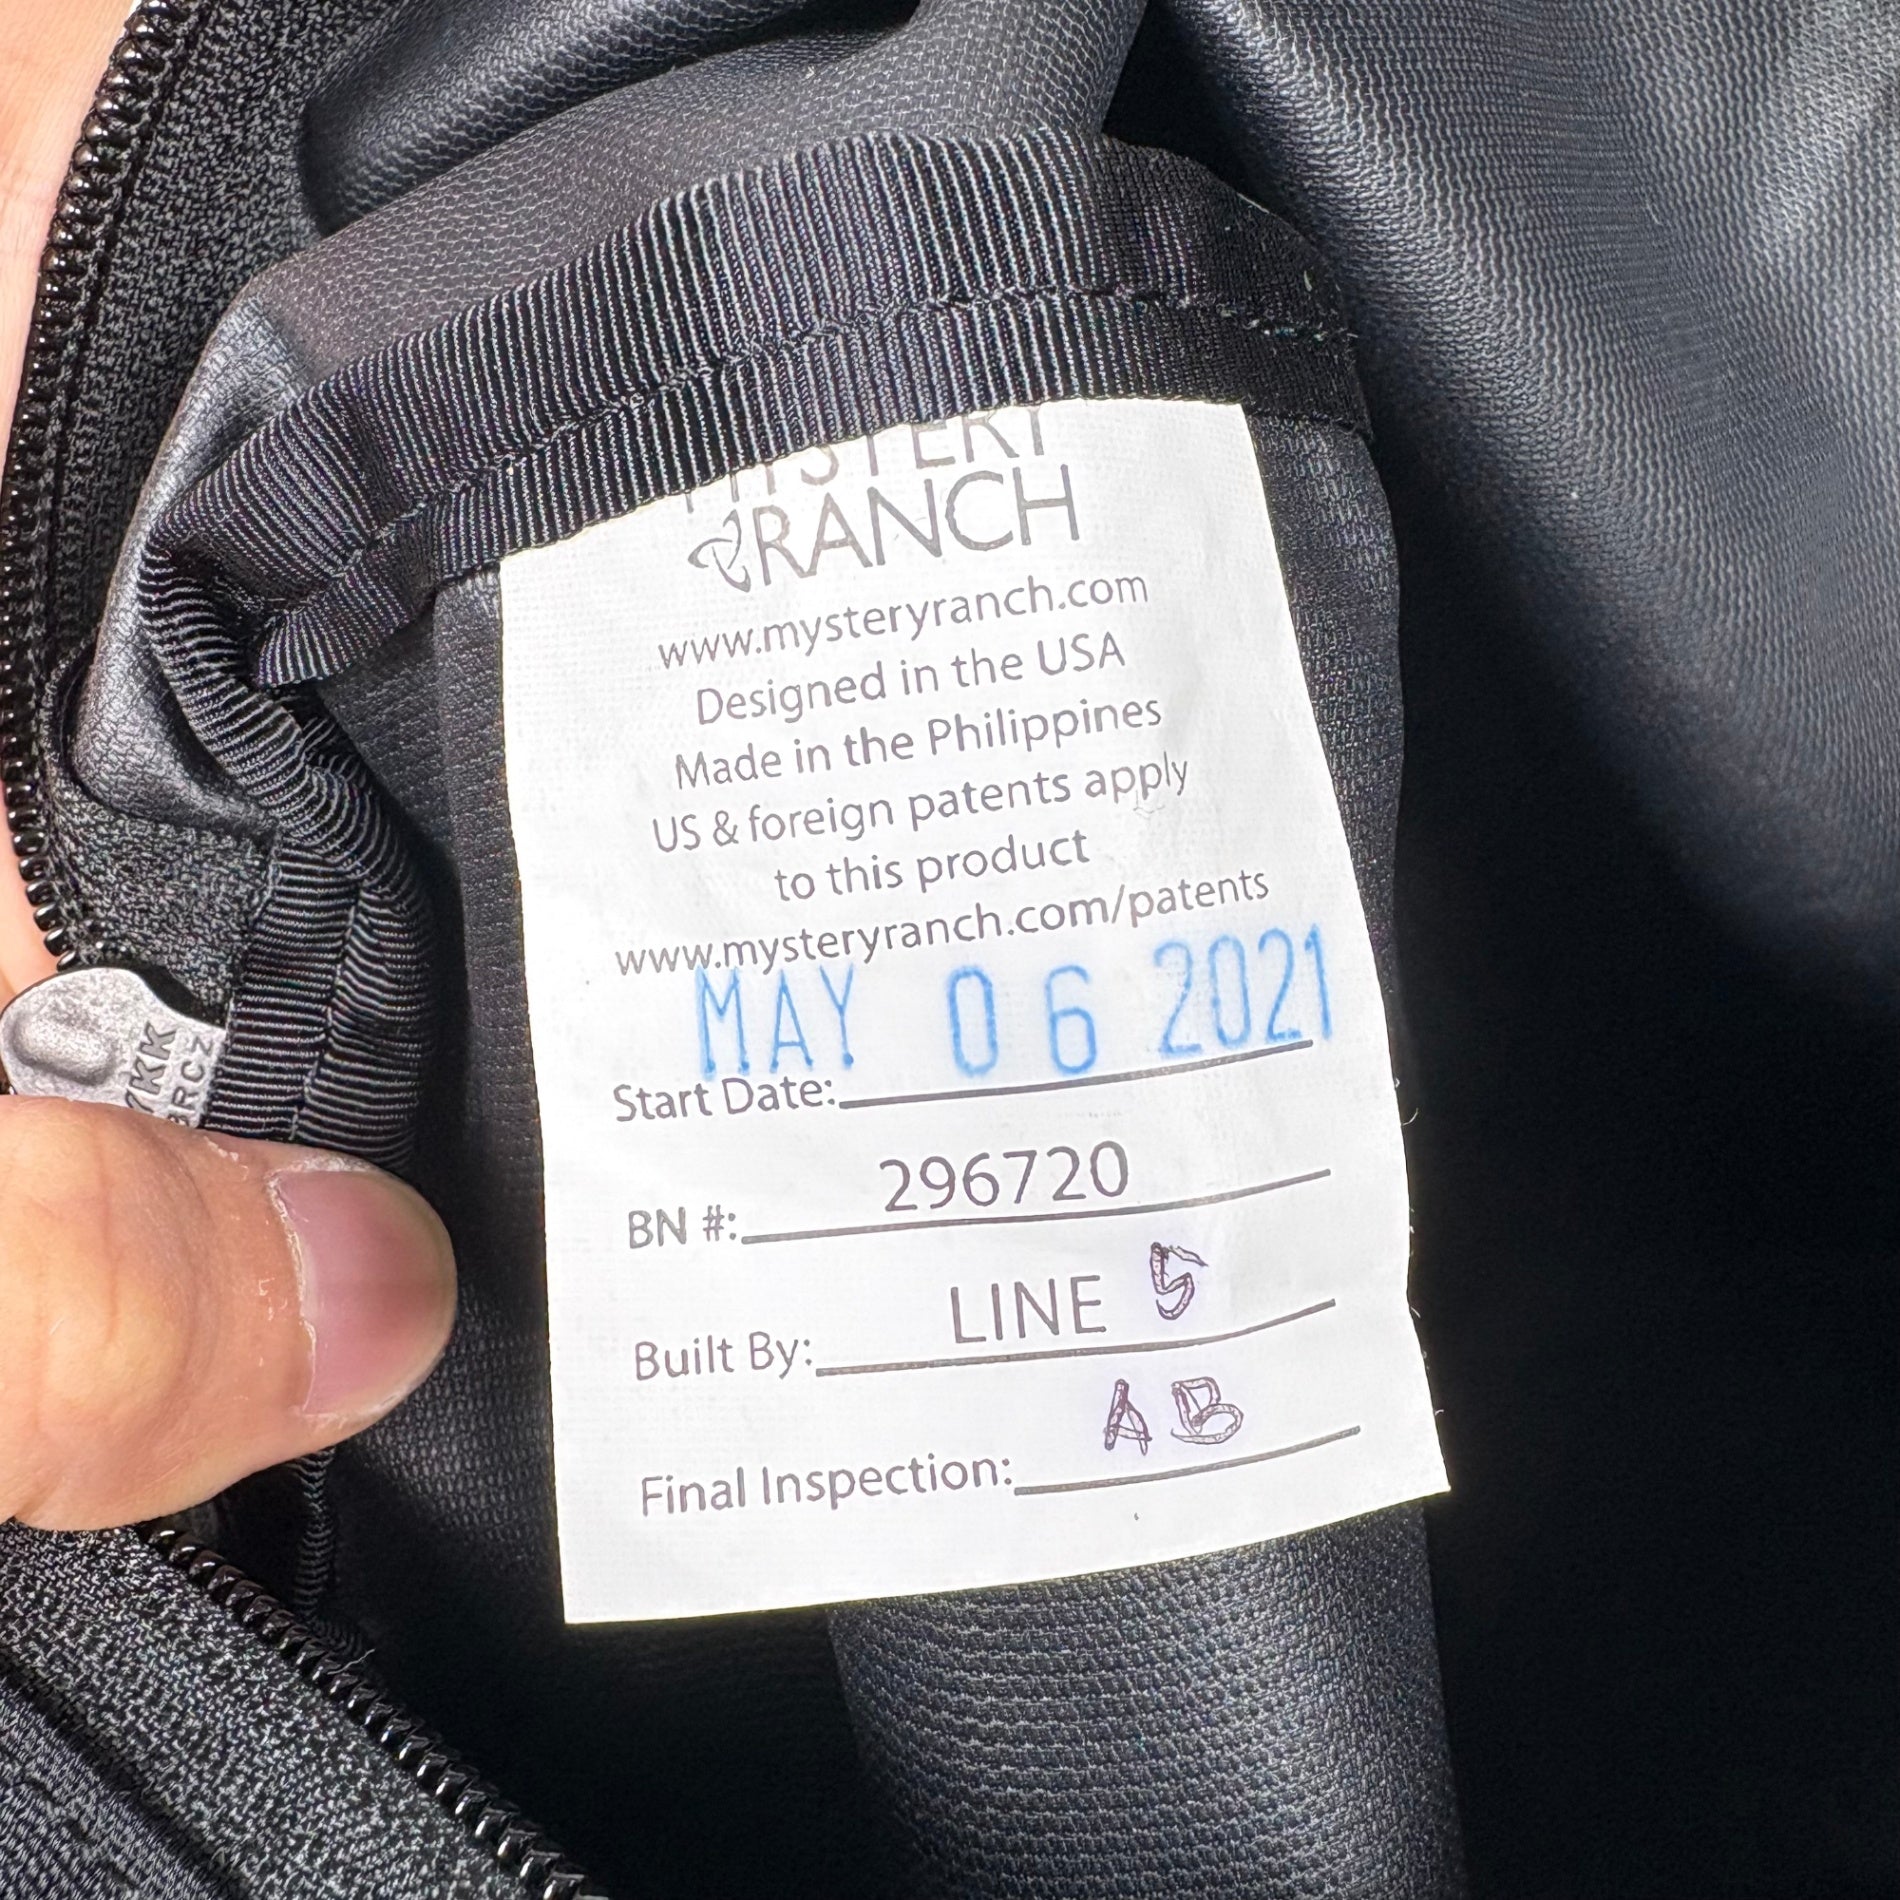 MYSTERY
RANCH
www.mysteryranch.com
Designed in the USA
Made in the Philippines
US & foreign patents apply
to this product
www.mysteryranch.com/patents
MAY 06 2021
Start Date:
BN #: 296720
Built By: LINE 5
Final Inspection: AB
YKK
RCZ